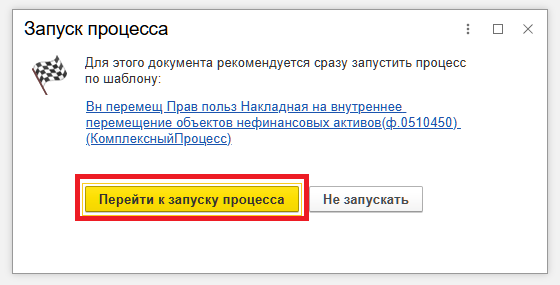 Запуск процесса
Для этого документа рекомендуется сразу запустить процесс
по шаблону:
Вн перемещ Прав польз Накладная на внутреннее
перемещение объектов нефинансовых активов(ф.0510450)
(КомплексныйПроцесс)
Перейти к запуску процесса
Не запускать